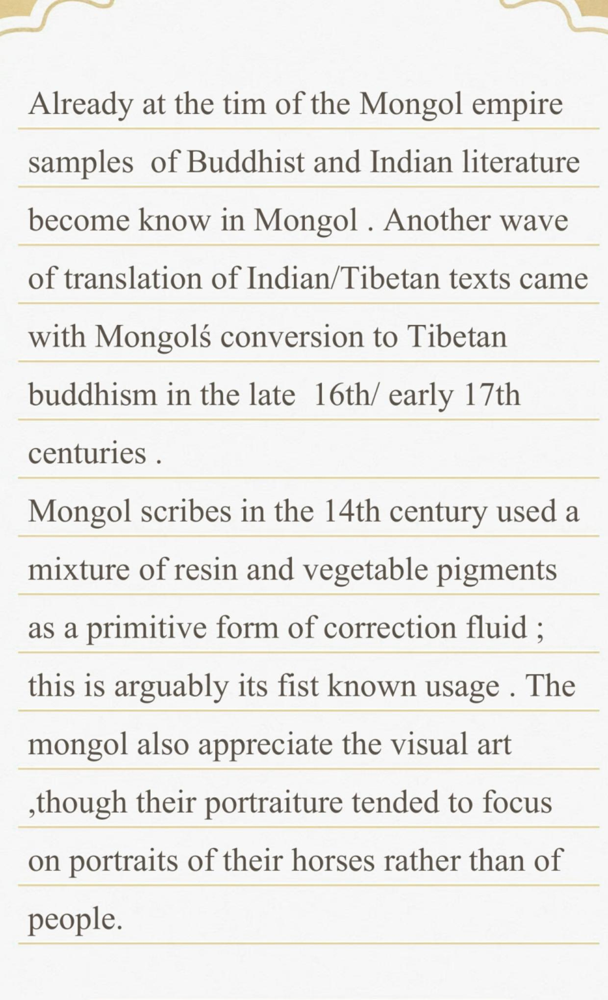 Already at the tim of the Mongol empire
samples  of Buddhist and Indian literature
become know in Mongol . Another wave
of translation of Indian/Tibetan texts came
with Mongolś conversion to Tibetan
buddhism in the late  16th/ early 17th
centuries .
Mongol scribes in the 14th century used a
mixture of resin and vegetable pigments
as a primitive form of correction fluid ;
this is arguably its fist known usage . The
mongol also appreciate the visual art
,though their portraiture tended to focus
on portraits of their horses rather than of
people.